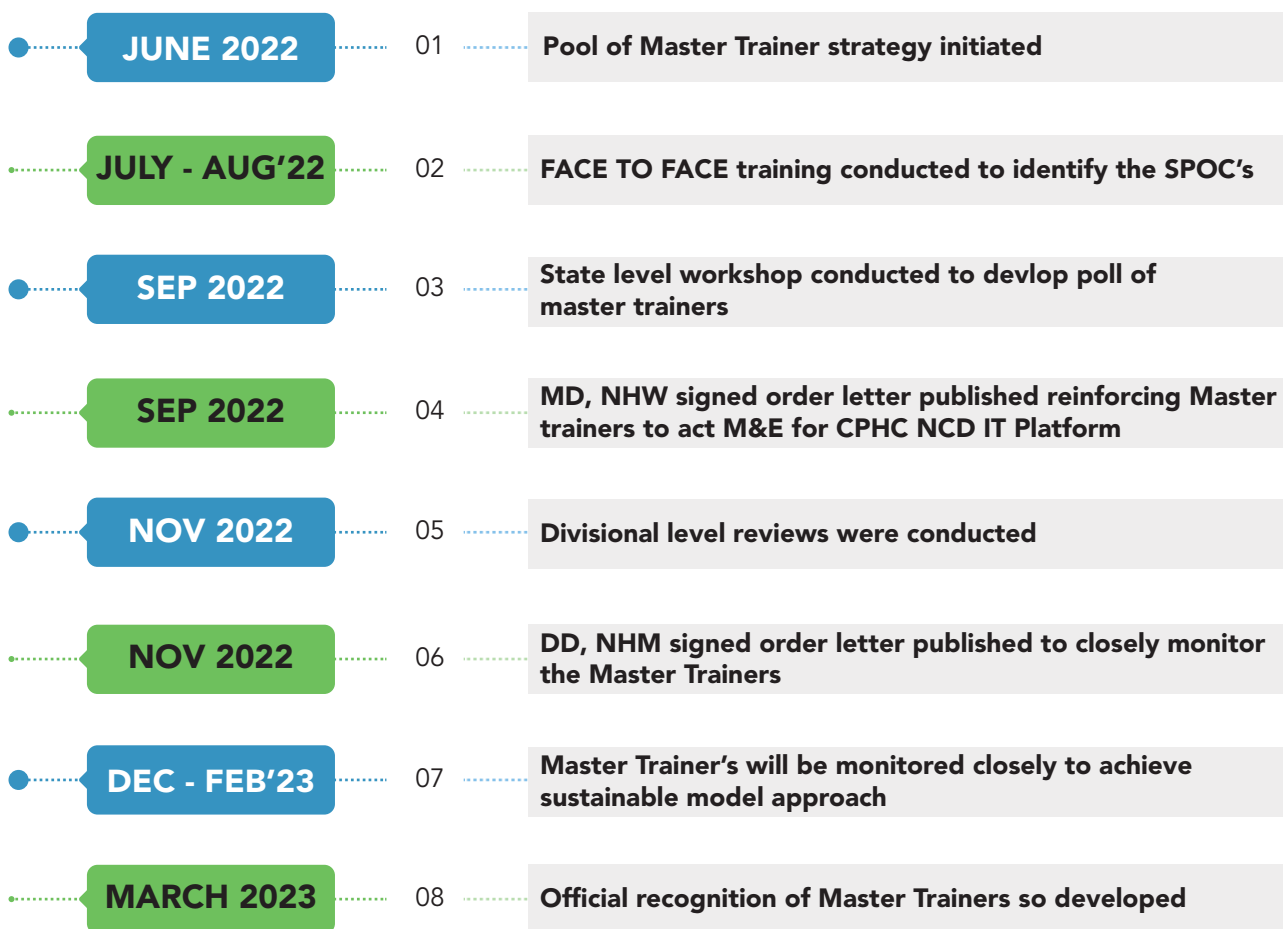 JUNE 2022 01 Pool of Master Trainer strategy initiated
JULY - AUG'22 02 FACE TO FACE training conducted to identify the SPOC's
SEP 2022 03 State level workshop conducted to devlop poll of
master trainers
SEP 2022 04 MD, NHW signed order letter published reinforcing Master
trainers to act M&E for CPHC NCD IT Platform
NOV 2022 05 Divisional level reviews were conducted
NOV 2022 06 DD, NHM signed order letter published to closely monitor
the Master Trainers
DEC - FEB'23 07 Master Trainer's will be monitored closely to achieve
sustainable model approach
MARCH 2023 08 Official recognition of Master Trainers so developed